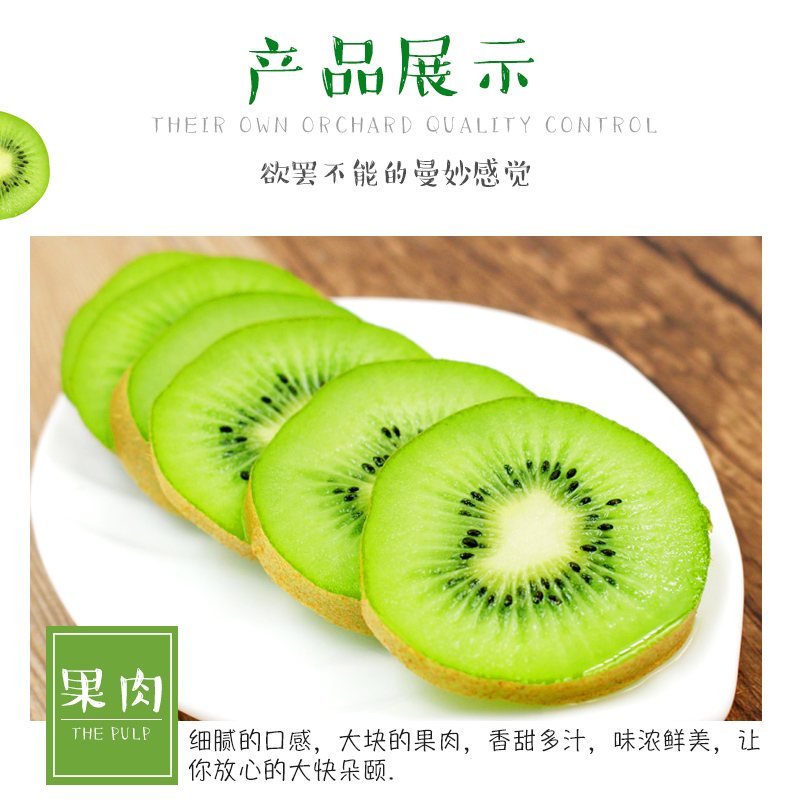 产品展示
THEIR OWN ORCHARD QUALITY CONTROL
欲罢不能的曼妙感觉
果肉
THE PULP
细腻的口感，大块的果肉，香甜多汁，味浓鲜美，让
你放心的大快朵颐.